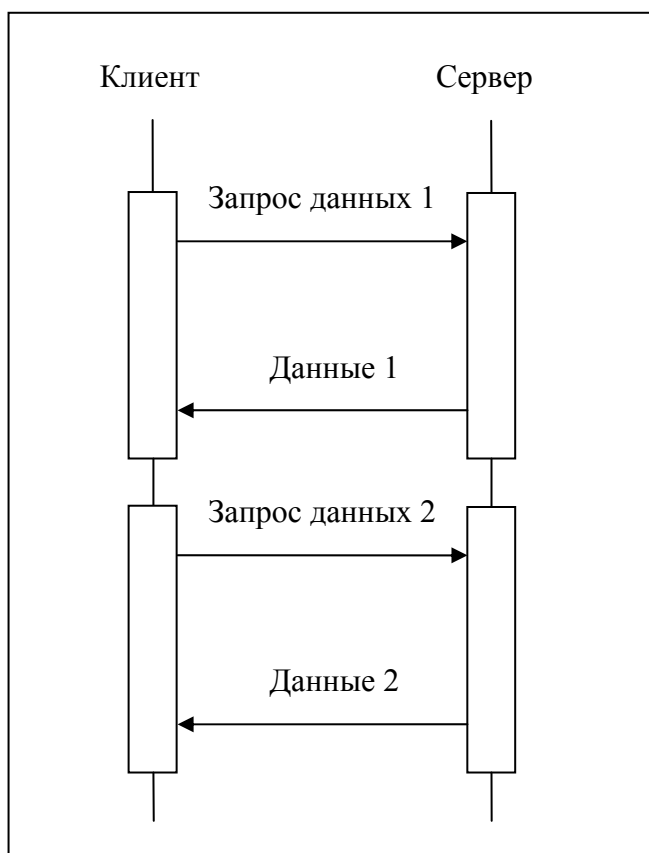 Клиент
Сервер
Запрос данных 1
Данные 1
Запрос данных 2
Данные 2